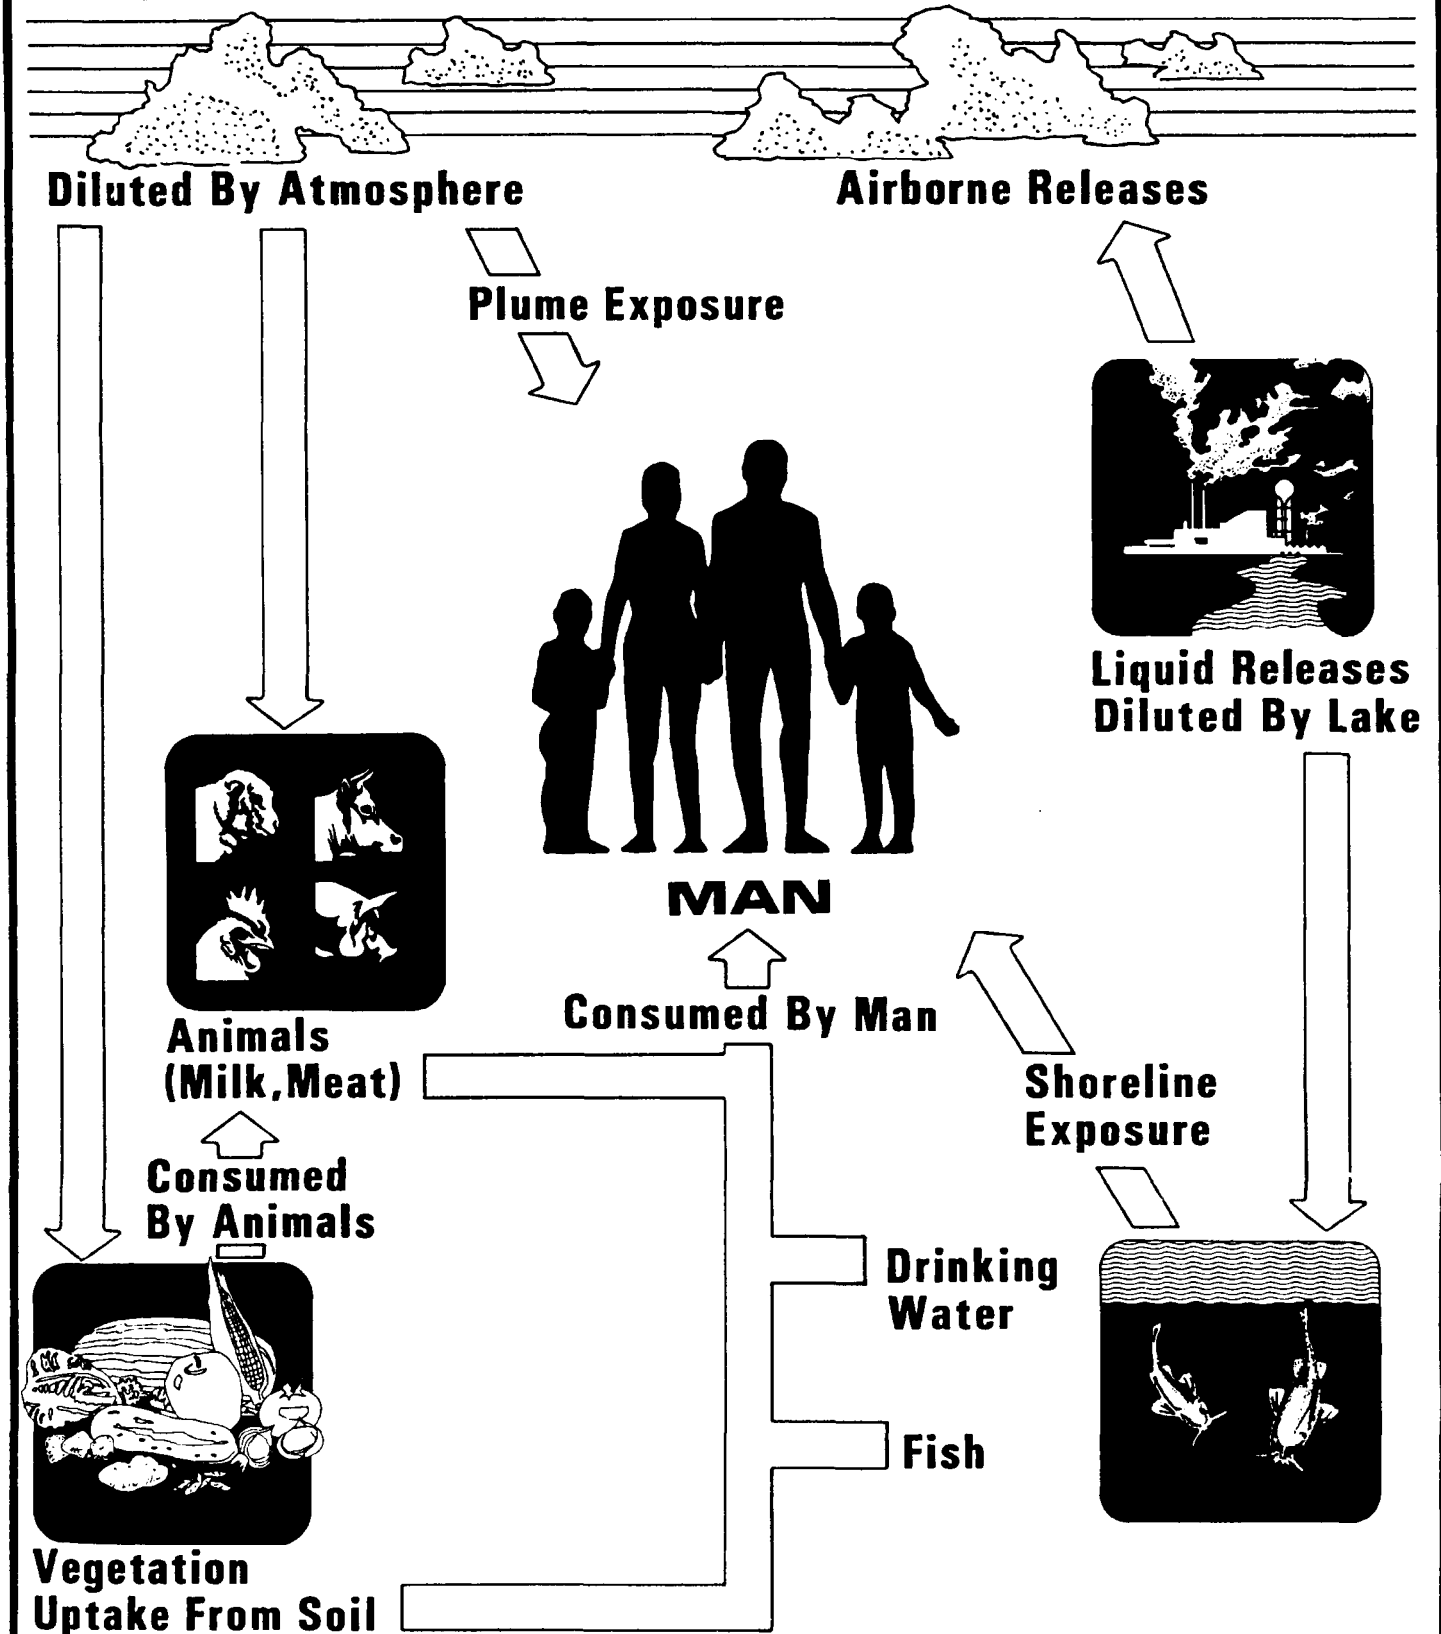 Diluted By Atmosphere
Airborne Releases
Plume Exposure
Liquid Releases
Diluted By Lake
MAN
Consumed By Man
Animals
(Milk,Meat)
Shoreline
Exposure
Consumed
By Animals
Drinking
Water
Fish
Vegetation
Uptake From Soil